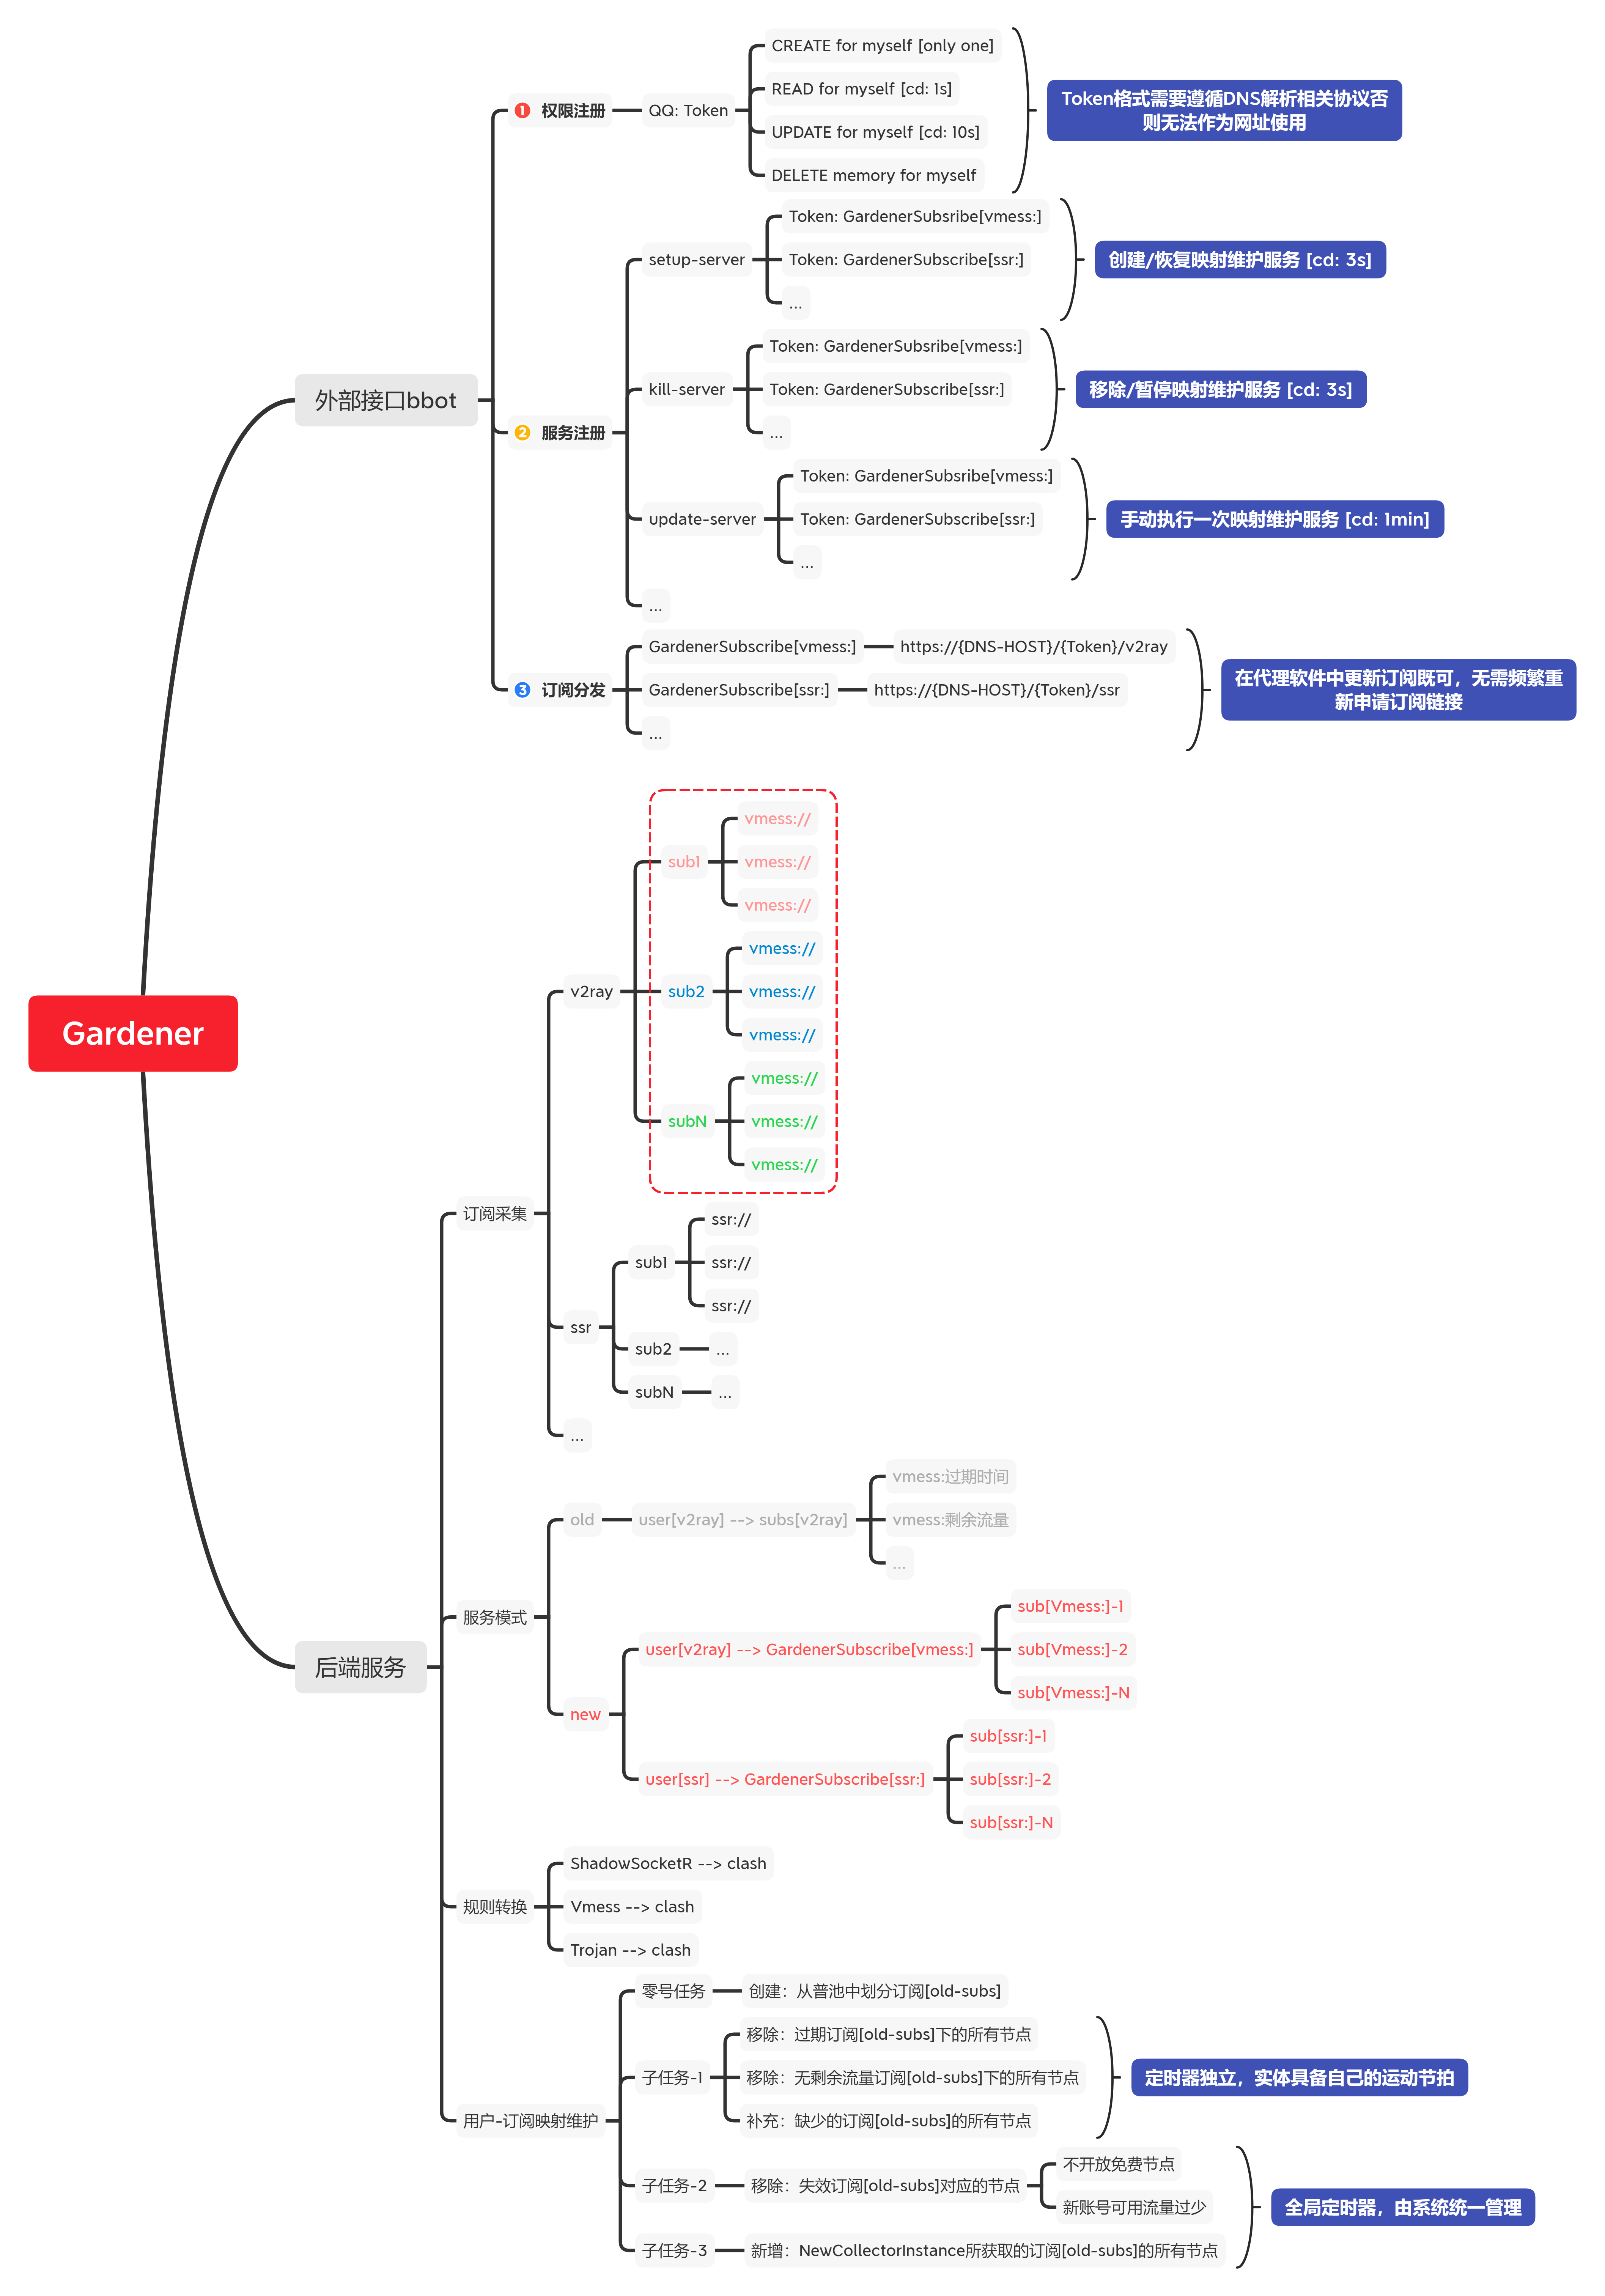 Gardener
外部接口bbot
1 权限注册
QQ: Token
CREATE for myself [only one]
READ for myself [cd: 1s]
UPDATE for myself [cd: 10s]
DELETE memory for myself
Token格式需要遵循DNS解析相关协议否
则无法作为网址使用
2 服务注册
setup-server
Token: GardenerSubsribe[vmess:]
Token: GardenerSubscribe[ssr:]
...
创建/恢复映射维护服务 [cd: 3s]
kill-server
Token: GardenerSubsribe[vmess:]
Token: GardenerSubscribe[ssr:]
...
移除/暂停映射维护服务 [cd: 3s]
update-server
Token: GardenerSubsribe[vmess:]
Token: GardenerSubscribe[ssr:]
...
手动执行一次映射维护服务 [cd: 1min]
...
3 订阅分发
GardenerSubscribe[vmess:]
https://{DNS-HOST}/{Token}/v2ray
GardenerSubscribe[ssr:]
https://{DNS-HOST}/{Token}/ssr
...
在代理软件中更新订阅既可，无需频繁重
新申请订阅链接
后端服务
订阅采集
v2ray
sub1
vmess://
vmess://
vmess://
sub2
vmess://
vmess://
vmess://
subN
vmess://
vmess://
vmess://
ssr
sub1
ssr://
ssr://
ssr://
sub2
...
subN
...
...
服务模式
old
user[v2ray] --> subs[v2ray]
vmess:过期时间
vmess:剩余流量
...
new
user[v2ray] --> GardenerSubscribe[vmess:]
sub[Vmess:]-1
sub[Vmess:]-2
sub[Vmess:]-N
user[ssr] --> GardenerSubscribe[ssr:]
sub[ssr:]-1
sub[ssr:]-2
sub[ssr:]-N
规则转换
ShadowSocketR --> clash
Vmess --> clash
Trojan --> clash
用户-订阅映射维护
零号任务
创建：从普池中划分订阅[old-subs]
子任务-1
移除：过期订阅[old-subs]下的所有节点
移除：无剩余流量订阅[old-subs]下的所有节点
补充：缺少的订阅[old-subs]的所有节点
定时器独立，实体具备自己的运动节拍
子任务-2
移除：失效订阅[old-subs]对应的节点
不开放免费节点
新账号可用流量过少
子任务-3
新增：NewCollectorInstance所获取的订阅[old-subs]的所有节点
全局定时器，由系统统一管理